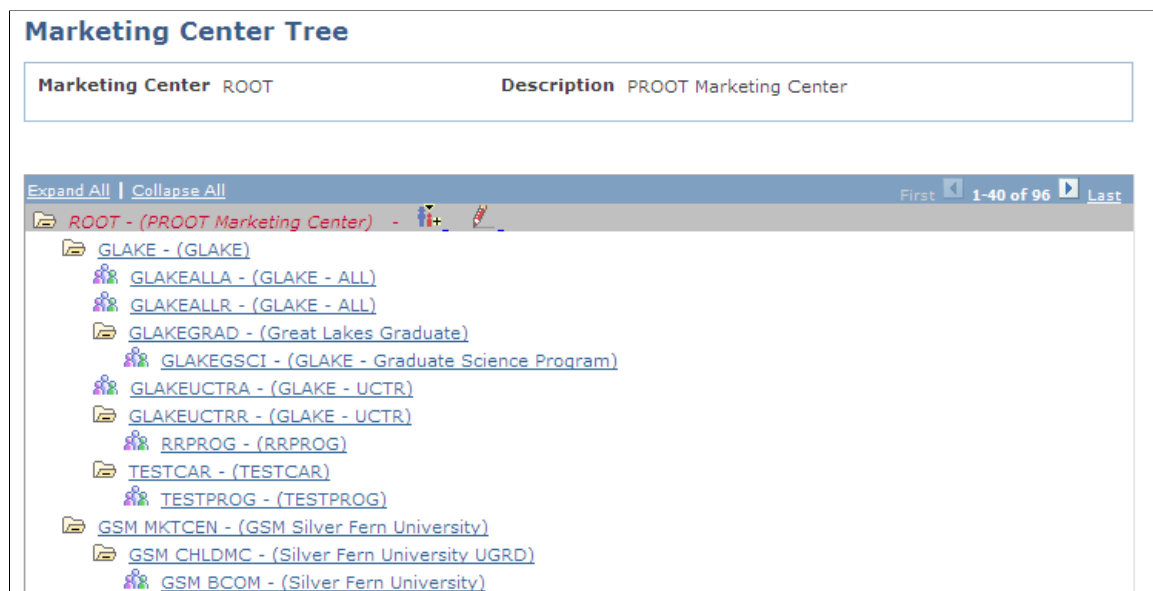 Marketing Center Tree
Marketing Center ROOT Description PROOT Marketing Center
Expand All | Collapse All First 1-40 of 96 Last
ROOT - (PROOT Marketing Center) -
GLAKE - (GLAKE)
GLAKEALLA - (GLAKE - ALL)
GLAKEALLR - (GLAKE - ALL)
GLAKEGRAD - (Great Lakes Graduate)
GLAKEGSCI - (GLAKE - Graduate Science Program)
GLAKEUCTRA - (GLAKE - UCTR)
GLAKEUCTRR - (GLAKE - UCTR)
RRPROG - (RRPROG)
TESTCAR - (TESTCAR)
TESTPROG - (TESTPROG)
GSM MKTCEN - (GSM Silver Fern University)
GSM CHLDMC - (Silver Fern University UGRD)
GSM BCOM - (Silver Fern University)